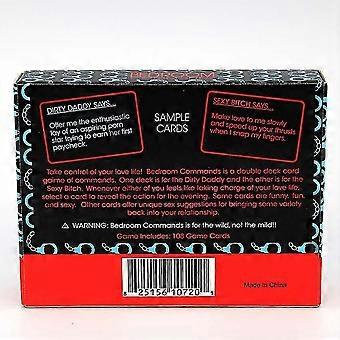 BEDROOM
DIRTY DADDY SAYS...
Offer me the enthusiastic
lay of an aspiring porn
star trying to earn her first
paycheck.
SAMPLE
CARDS
SEXY BITCH SAYS...
Make love to me slowly
and speed up your thrusts
when I snap my fingers.
Take control of your love life! Bedroom Commands is a double deck card
game of commands. One deck is for the Dirty Daddy and the other is for the
Sexy Bitch. Whenever either of you feels like taking charge of your love life,
select a card to reveal the action for the evening. Some cards are funny, fun,
and sexy. Other cards offer unique sex suggestions for bringing some variety
back into your relationship.
WARNING: Bedroom Commands is for the wild, not the mild!!
Game Includes: 108 Game Cards
8 25156 10720 1
Made in China